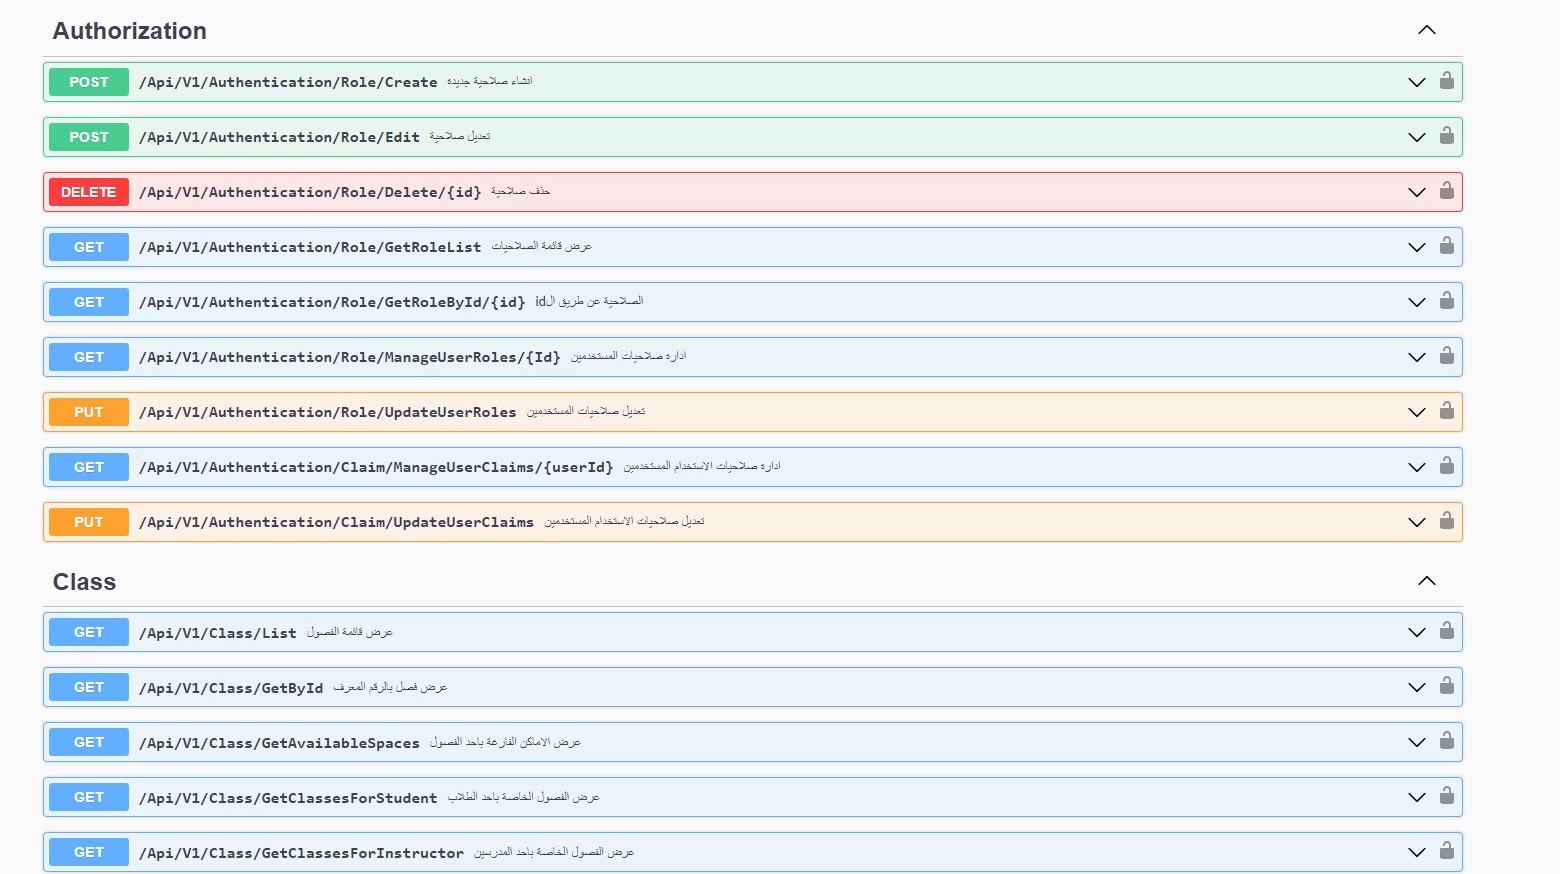 Authorization
POST /Api/V1/Authentication/Role/Create انشاء صلاحية جديدة
POST /Api/V1/Authentication/Role/Edit تعديل صلاحية
DELETE /Api/V1/Authentication/Role/Delete/{id} حذف صلاحية
GET /Api/V1/Authentication/Role/GetRoleList عرض قائمة الصلاحيات
GET /Api/V1/Authentication/Role/GetRoleById/{id} الصلاحية عن طريق الid
GET /Api/V1/Authentication/Role/ManageUserRoles/{Id} ادارة صلاحيات المستخدمين
PUT /Api/V1/Authentication/Role/UpdateUserRoles تعديل صلاحيات المستخدمين
GET /Api/V1/Authentication/Claim/ManageUserClaims/{userId} ادارة صلاحيات الاستخدام المستخدمين
PUT /Api/V1/Authentication/Claim/UpdateUserClaims تعديل صلاحيات الاستخدام المستخدمين
Class
GET /Api/V1/Class/List عرض قائمة الفصول
GET /Api/V1/Class/GetById عرض فصل بالرقم المعرف
GET /Api/V1/Class/GetAvailableSpaces عرض الاماكن الفارغة باحد الفصول
GET /Api/V1/Class/GetClassesForStudent عرض الفصول الخاصة باحد الطلاب
GET /Api/V1/Class/GetClassesForInstructor عرض الفصول الخاصة باحد المدرسين